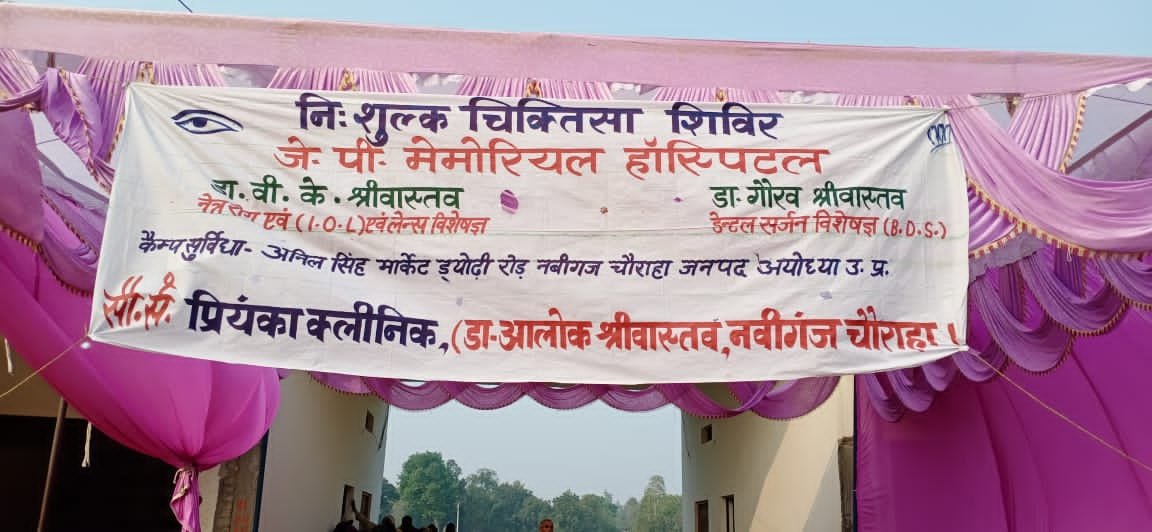 निः शुल्क चिकित्सा शिविर
जे. पी. मेमोरियल हॉस्पिटल
डा. वी. के. श्रीवास्तव डा. गौरव श्रीवास्तव
नेत्र रोग एवं (I.O.L) एवं लेन्स विशेषज्ञ डेन्टल सर्जन विशेषज्ञ (B.D.S.)
कैम्प सुविधा- अनिल सिंह मार्केट ड्योढ़ी रोड़ नबीगंज चौराहा जनपद अयोध्या उ. प्र.
सी.सं. प्रियंका क्लीनिक, (डा-आलोक श्रीवास्तव, नवीगंज चौराहा।